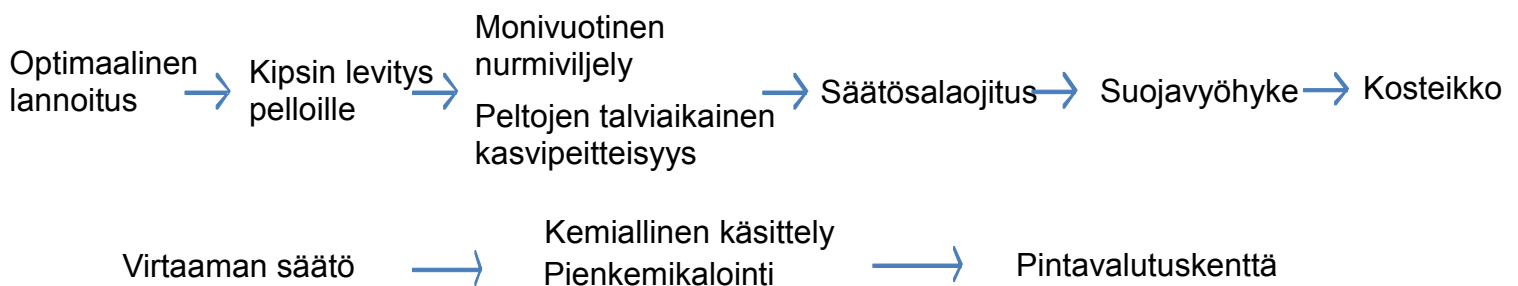 Optimaalinen
lannoitus
Kipsin levitys
pelloille
Monivuotinen
nurmiviljely
Peltojen talviaikainen
kasvipeitteisyys
Säätösalaojitus
Suojavyöhyke
Kosteikko
Virtaaman säätö
Kemiallinen käsittely
Pienkemikalointi
Pintavalutuskenttä